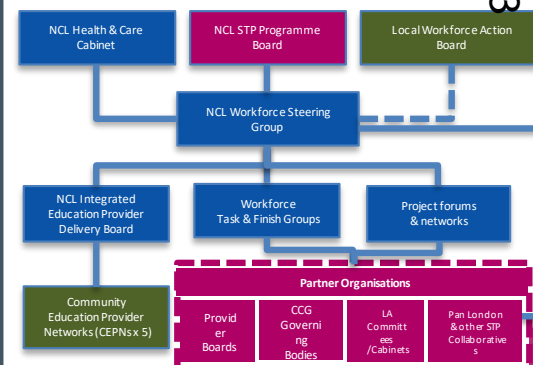 3
NCL Health & Care
Cabinet
NCL STP Programme
Board
Local Workforce Action
Board
NCL Workforce Steering
Group
NCL Integrated
Education Provider
Delivery Board
Workforce
Task & Finish Groups
Project forums
& networks
Community
Education Provider
Networks (CEPNs x 5)
Partner Organisations
Provid
er
Boards
CCG
Governi
ng
Bodies
LA
Committ
ees
/Cabinets
Pan London
& other STP
Collaborative
s